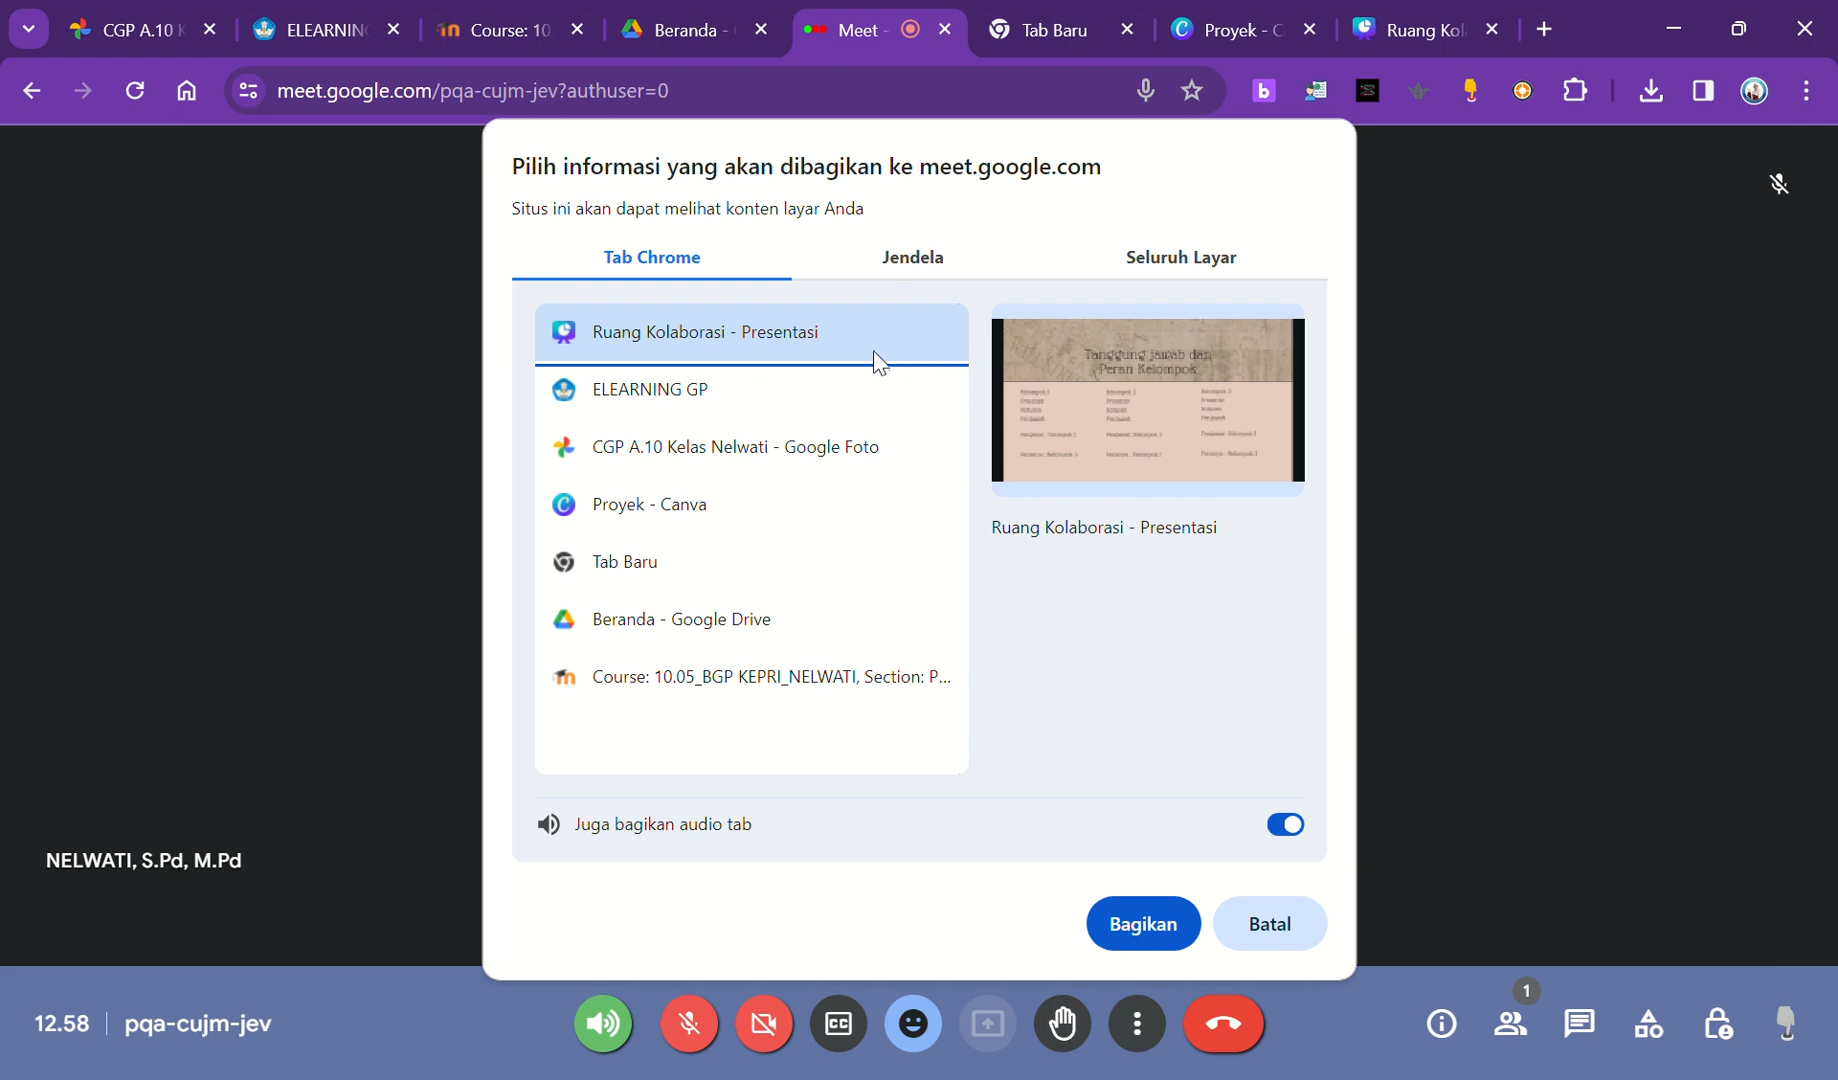 CGP A.10 K
ELEARNING
Course: 10
Beranda -
Meet -
Tab Baru
Proyek - C
Ruang Kol
meet.google.com/pqa-cujm-jev?authuser=0
b
Pilih informasi yang akan dibagikan ke meet.google.com
Situs ini akan dapat melihat konten layar Anda
Tab Chrome
Jendela
Seluruh Layar
Ruang Kolaborasi - Presentasi
ELEARNING GP
CGP A.10 Kelas Nelwati - Google Foto
Proyek - Canva
Tab Baru
Beranda - Google Drive
Course: 10.05_BGP KEPRI_NELWATI, Section: P...
Tanggung jawab dan
Peran Kelompok
Ruang Kolaborasi - Presentasi
Juga bagikan audio tab
Bagikan
Batal
NELWATI, S.Pd, M.Pd
12.58
pqa-cujm-jev
CC
1